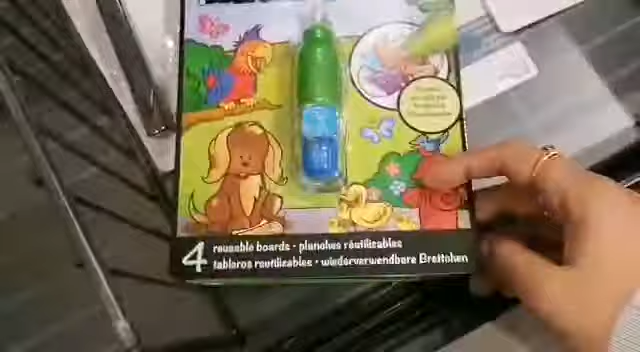 4 reusable boards • planches réutilisables
tableros reutilizables • wiederverwendbare Brettchen